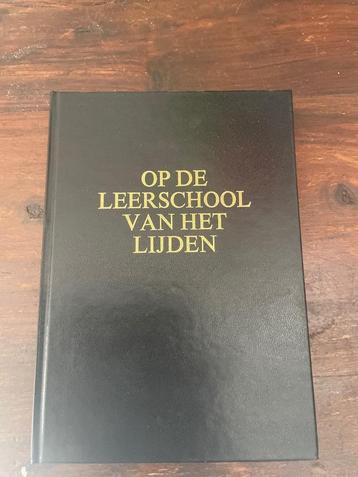 OP DE
LEERSCHOOL
VAN HET
LIJDEN